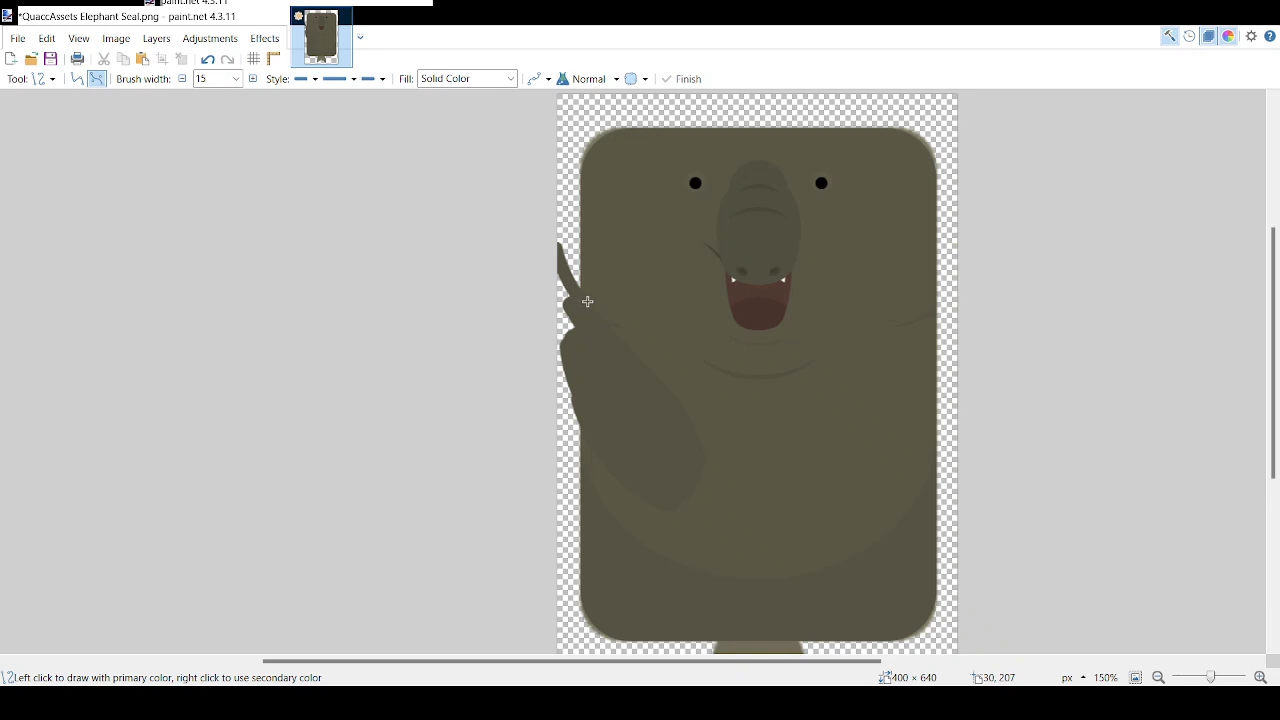 paint.net 4.3.11
*QuaccAssets Elephant Seal.png - paint.net 4.3.11
File Edit View Image Layers Adjustments Effects
Tool: Brush width: 15 Style: Fill: Solid Color Normal Finish
Left click to draw with primary color, right click to use secondary color 400 × 640 30, 207 px 150%